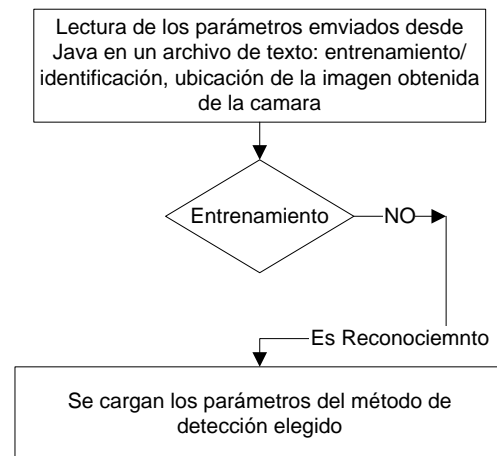 Lectura de los parámetros emviados desde
Java en un archivo de texto: entrenamiento/
identificación, ubicación de la imagen obtenida
de la camara
Entrenamiento
NO
Es Reconociemnto
Se cargan los parámetros del método de
detección elegido